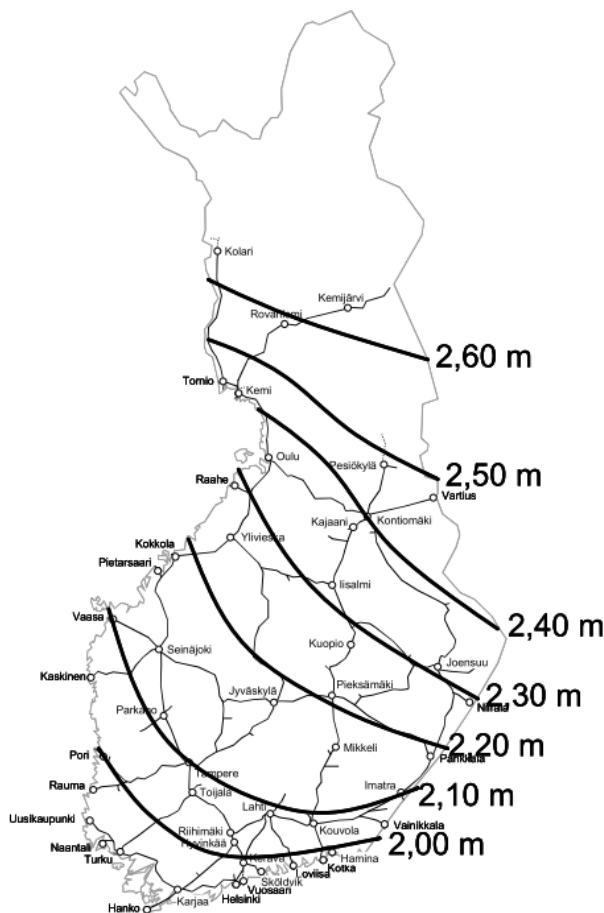 Kolari
Kemijärvi
Rovaniemi
2,60 m
Tornio
Kemi
Oulu
Pesiökylä
2,50 m
Raahe
Vartius
Kajaani
Kontiomäki
Ylivieska
Kokkola
Pietarsaari
Iisalmi
Vaasa
2,40 m
Seinäjoki
Kuopio
Joensuu
Kaskinen
Jyväskylä
Pieksämäki
2,30 m
Niirala
Parkano
Mikkeli
2,20 m
Parikkala
Pori
Tampere
Imatra
Rauma
Toijala
2,10 m
Lahti
Uusikaupunki
Riihimäki
Kouvola
Vainikkala
Hyvinkää
2,00 m
Naantali
Turku
Kerava
Hamina
Kotka
Loviisa
Sköldvik
Vuosaari
Helsinki
Karjaa
Hanko